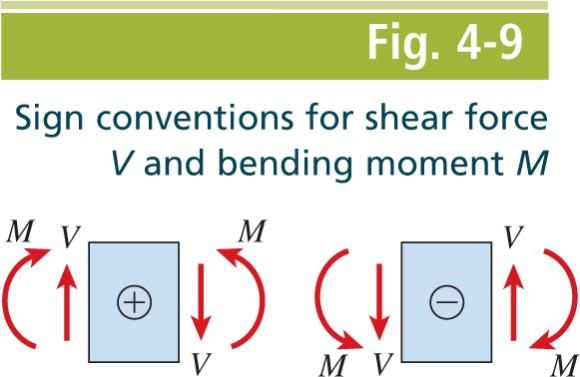 Fig. 4-9
Sign conventions for shear force
V and bending moment M
M V + V M
V M − M V